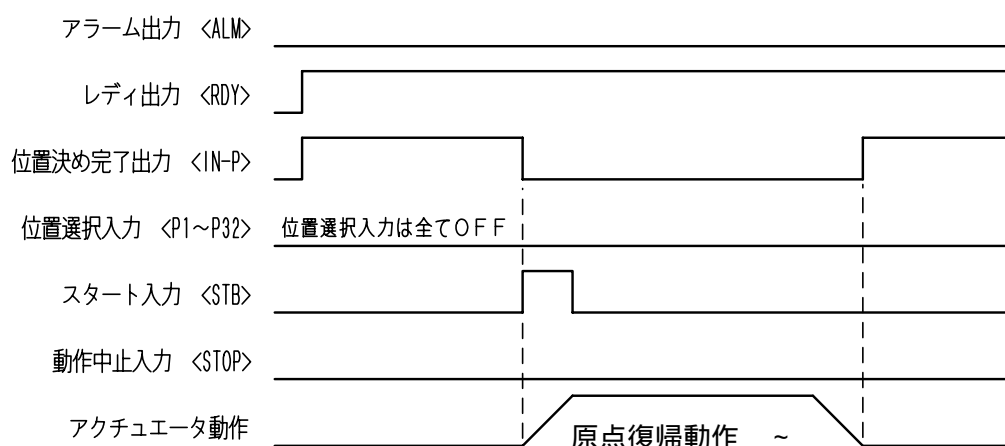 アラーム出力 <ALM>
レディ出力 <RDY>
位置決め完了出力 <IN-P>
位置選択入力 <P1~P32> 位置選択入力は全てOFF
スタート入力 <STB>
動作中止入力 <STOP>
アクチュエータ動作 原点復帰動作 ~